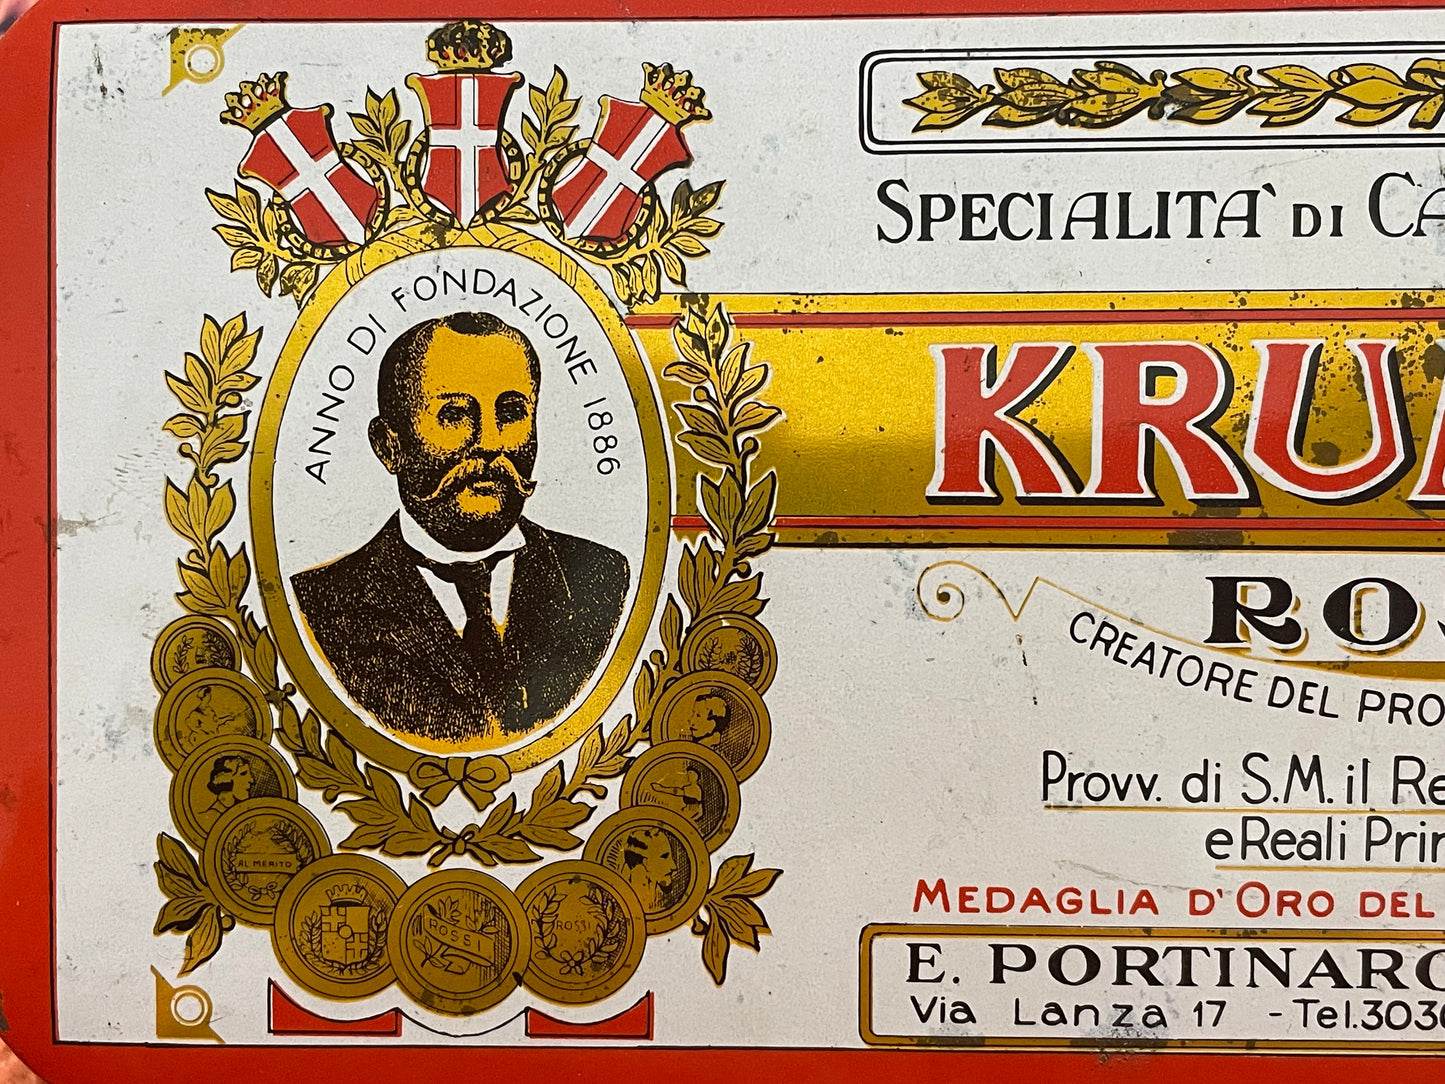 ANNO DI FONDAZIONE 1886
SPECIALITA' DI CA
KRU
RO
CREATORE DEL PRO
Provv. di S.M. il Re
e Reali Prin
MEDAGLIA D'ORO DEL
E. PORTINARO
Via Lanza 17 - Tel. 303
AL MERITO
ROSSI
ROSSI